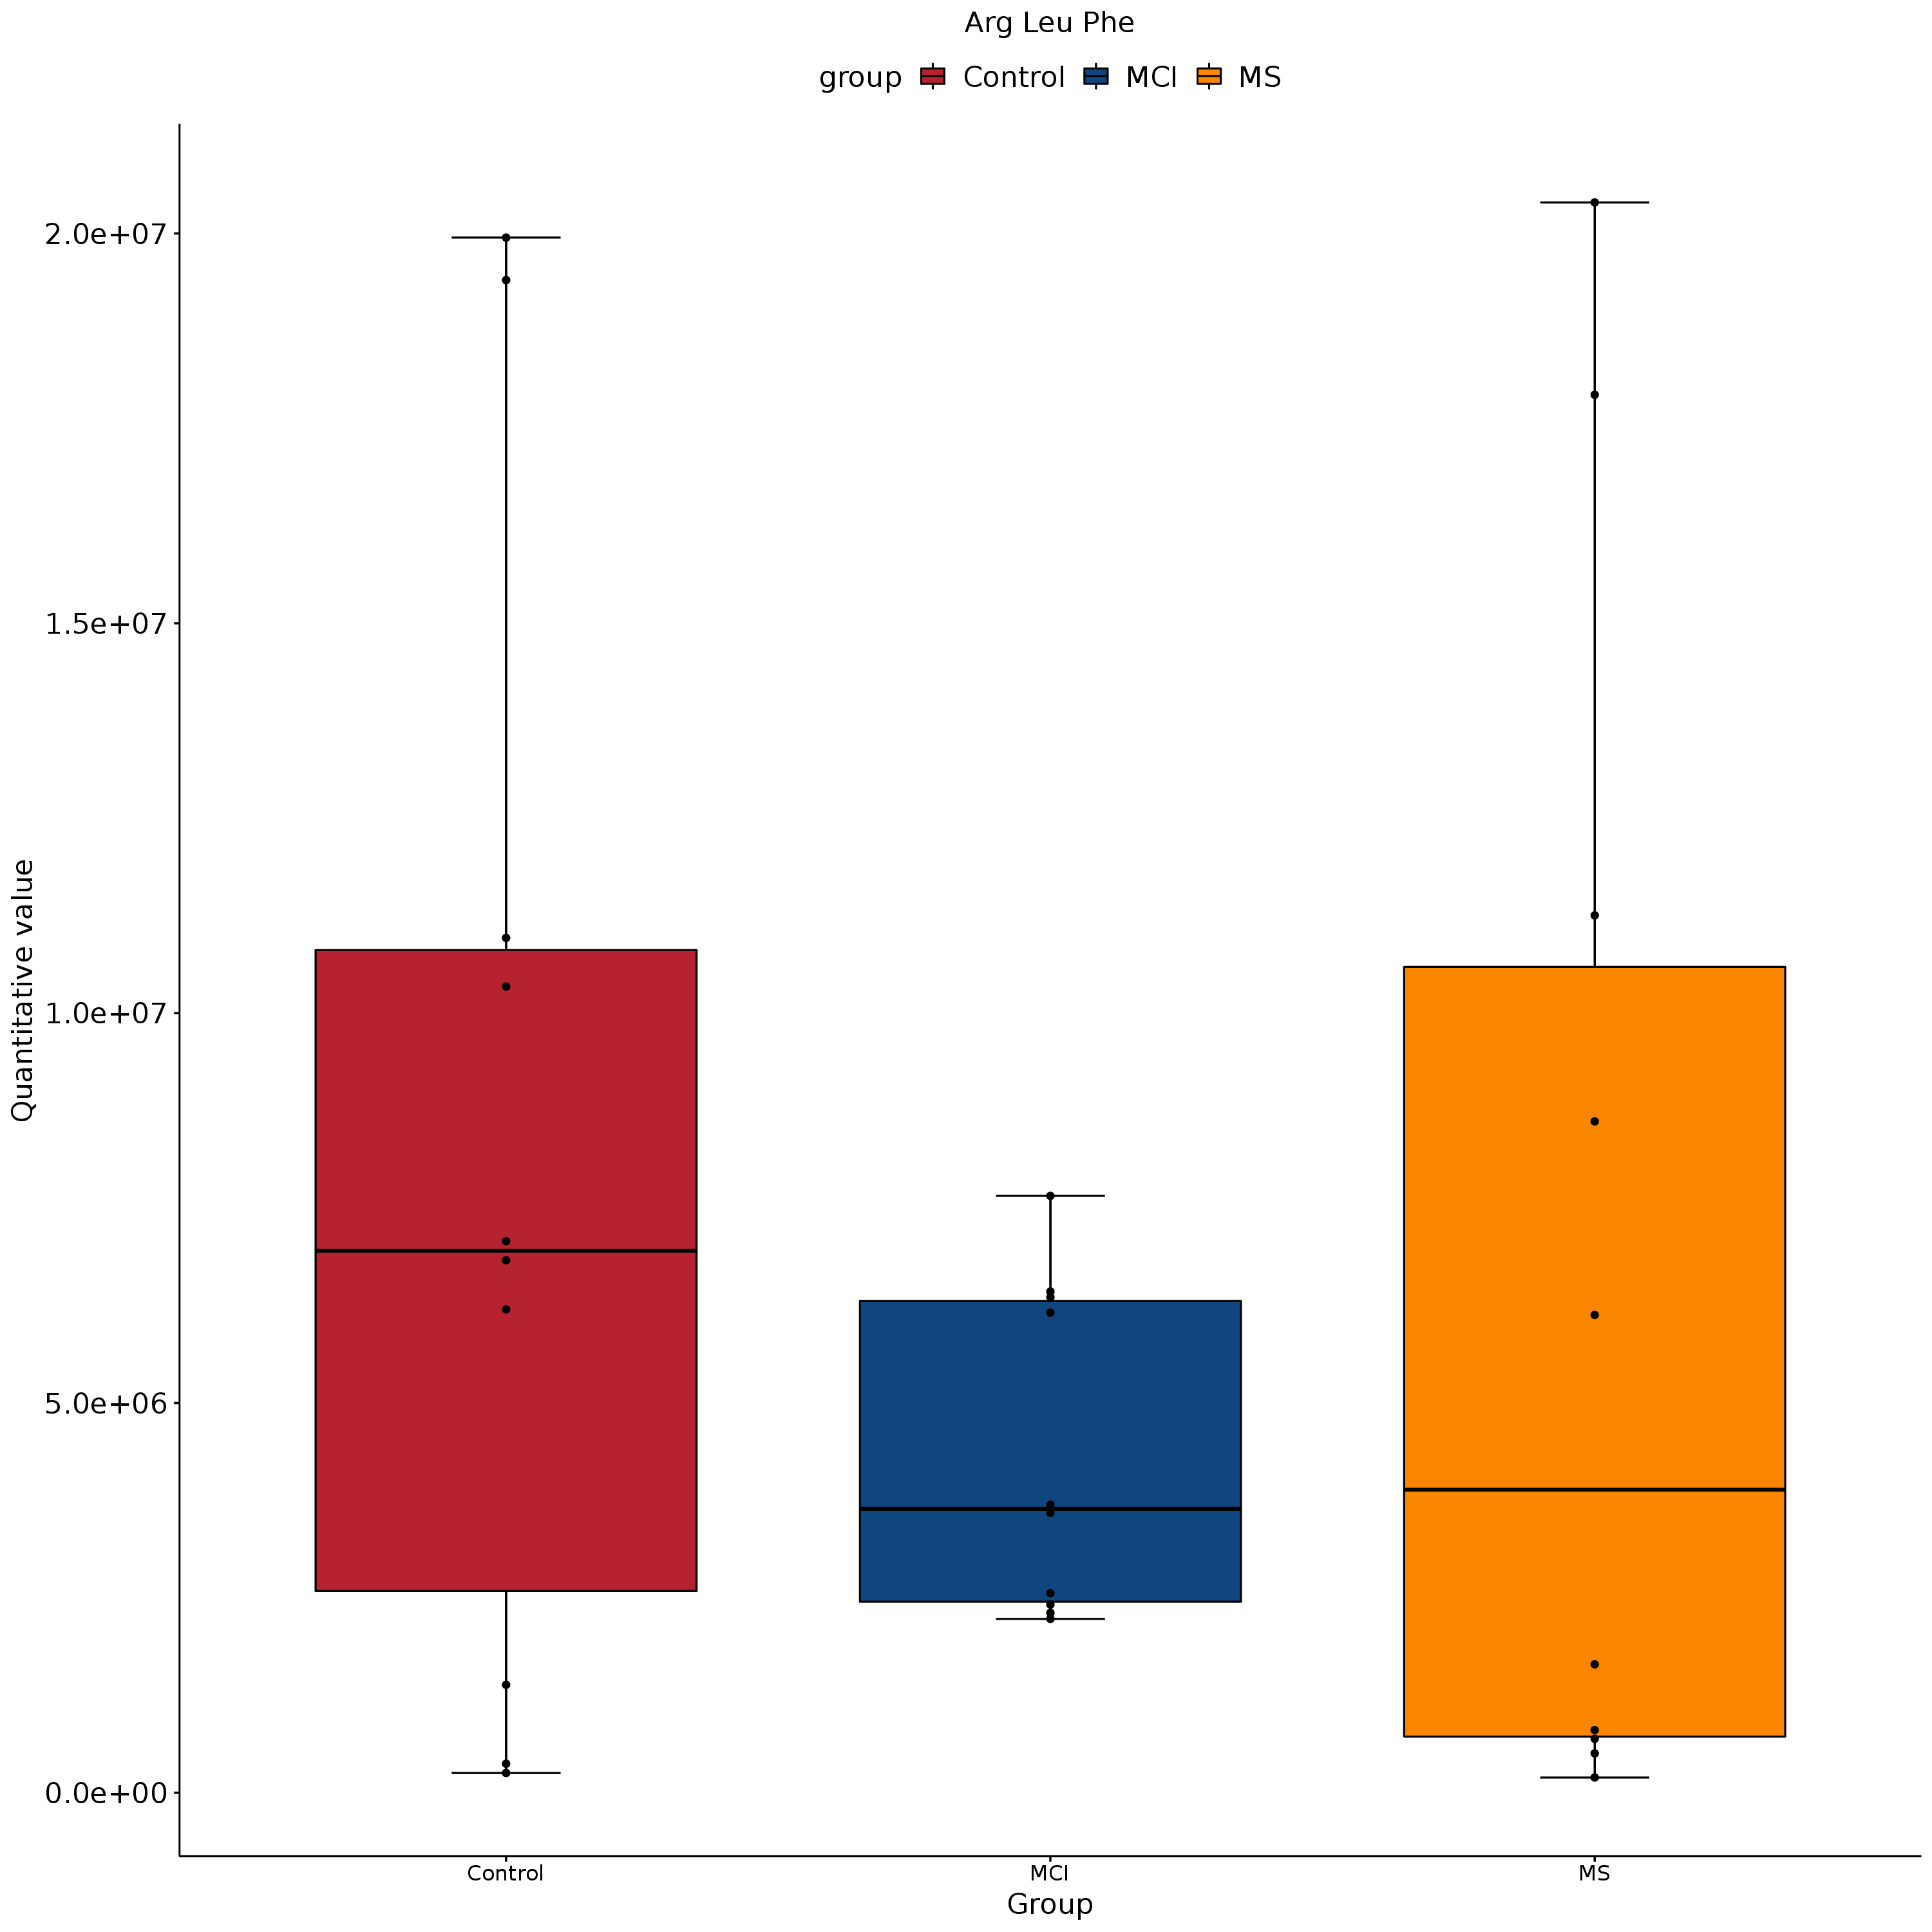 Arg Leu Phe
group Control MCI MS
Quantitative value
2.0e+07
1.5e+07
1.0e+07
5.0e+06
0.0e+00
Control MCI MS
Group